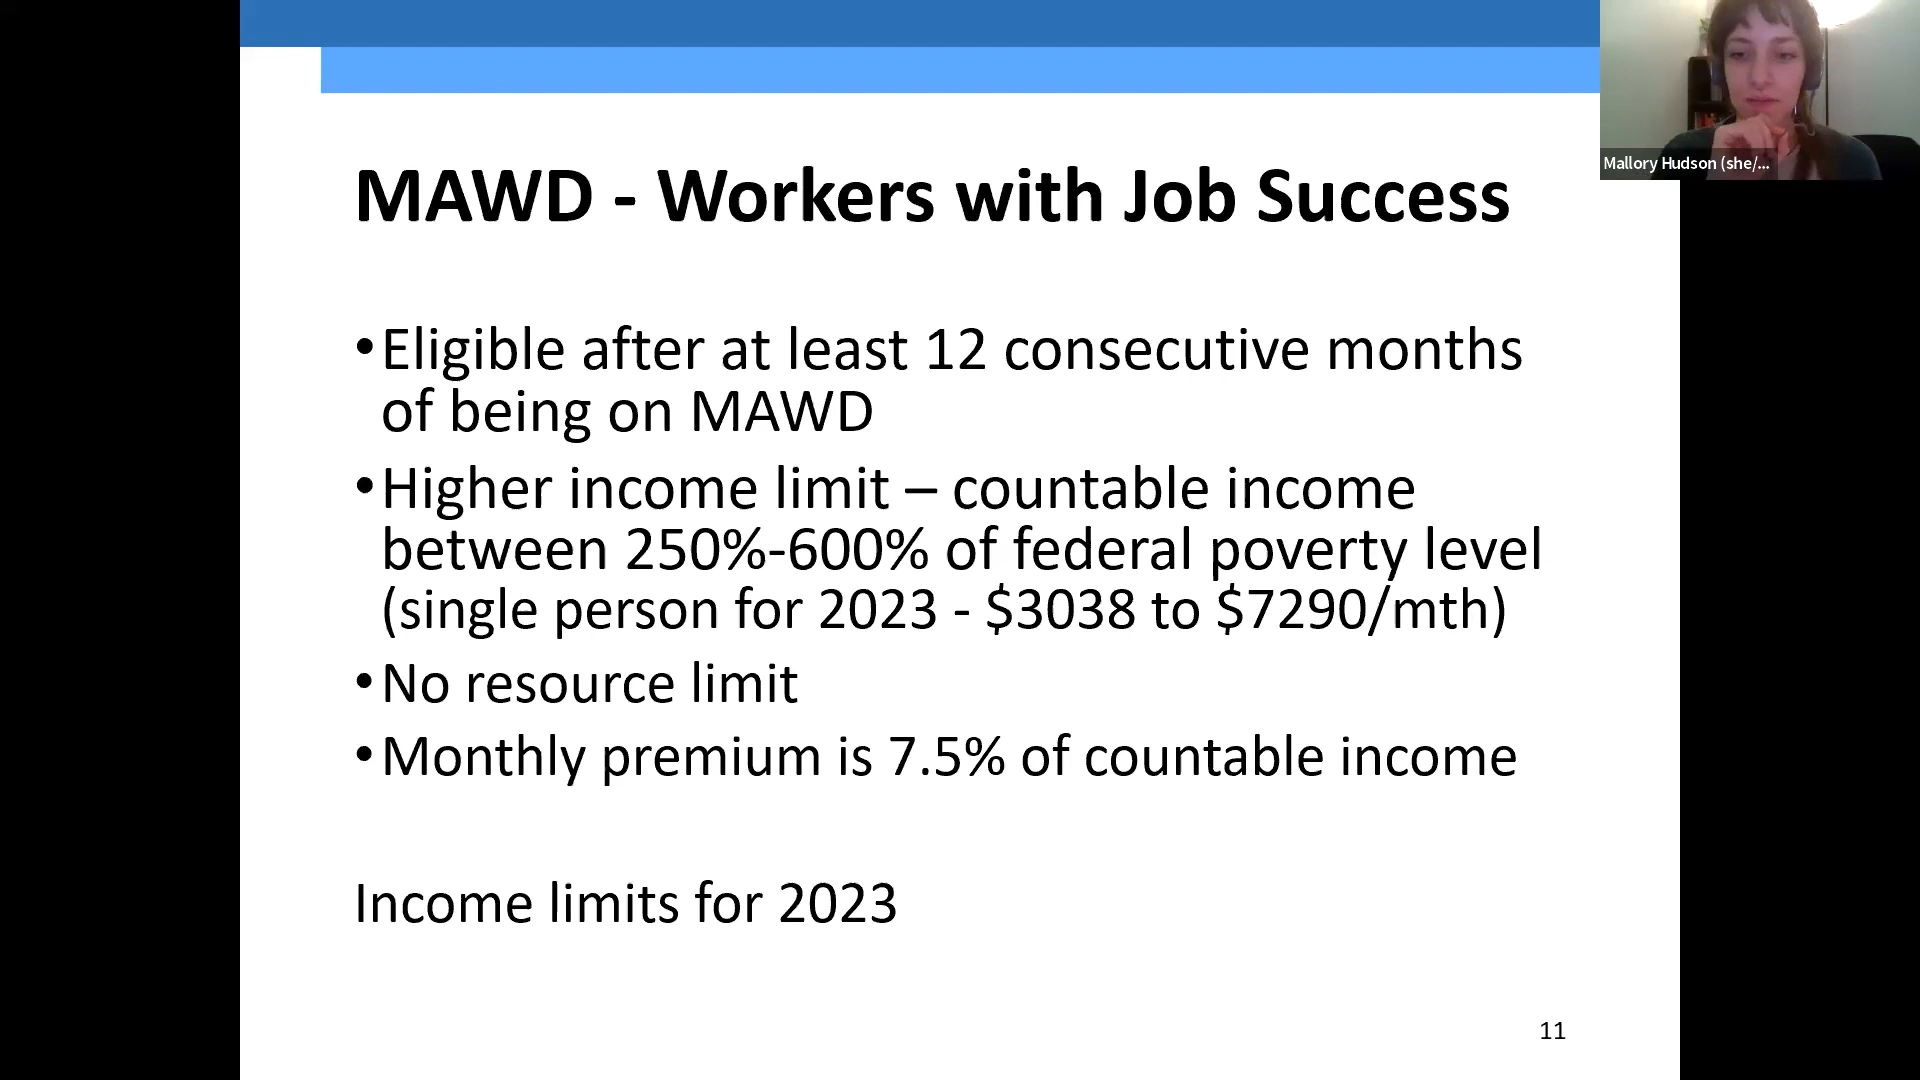 Mallory Hudson (she/...
MAWD - Workers with Job Success
•Eligible after at least 12 consecutive months
of being on MAWD
•Higher income limit – countable income
between 250%-600% of federal poverty level
(single person for 2023 - $3038 to $7290/mth)
•No resource limit
•Monthly premium is 7.5% of countable income
Income limits for 2023
11